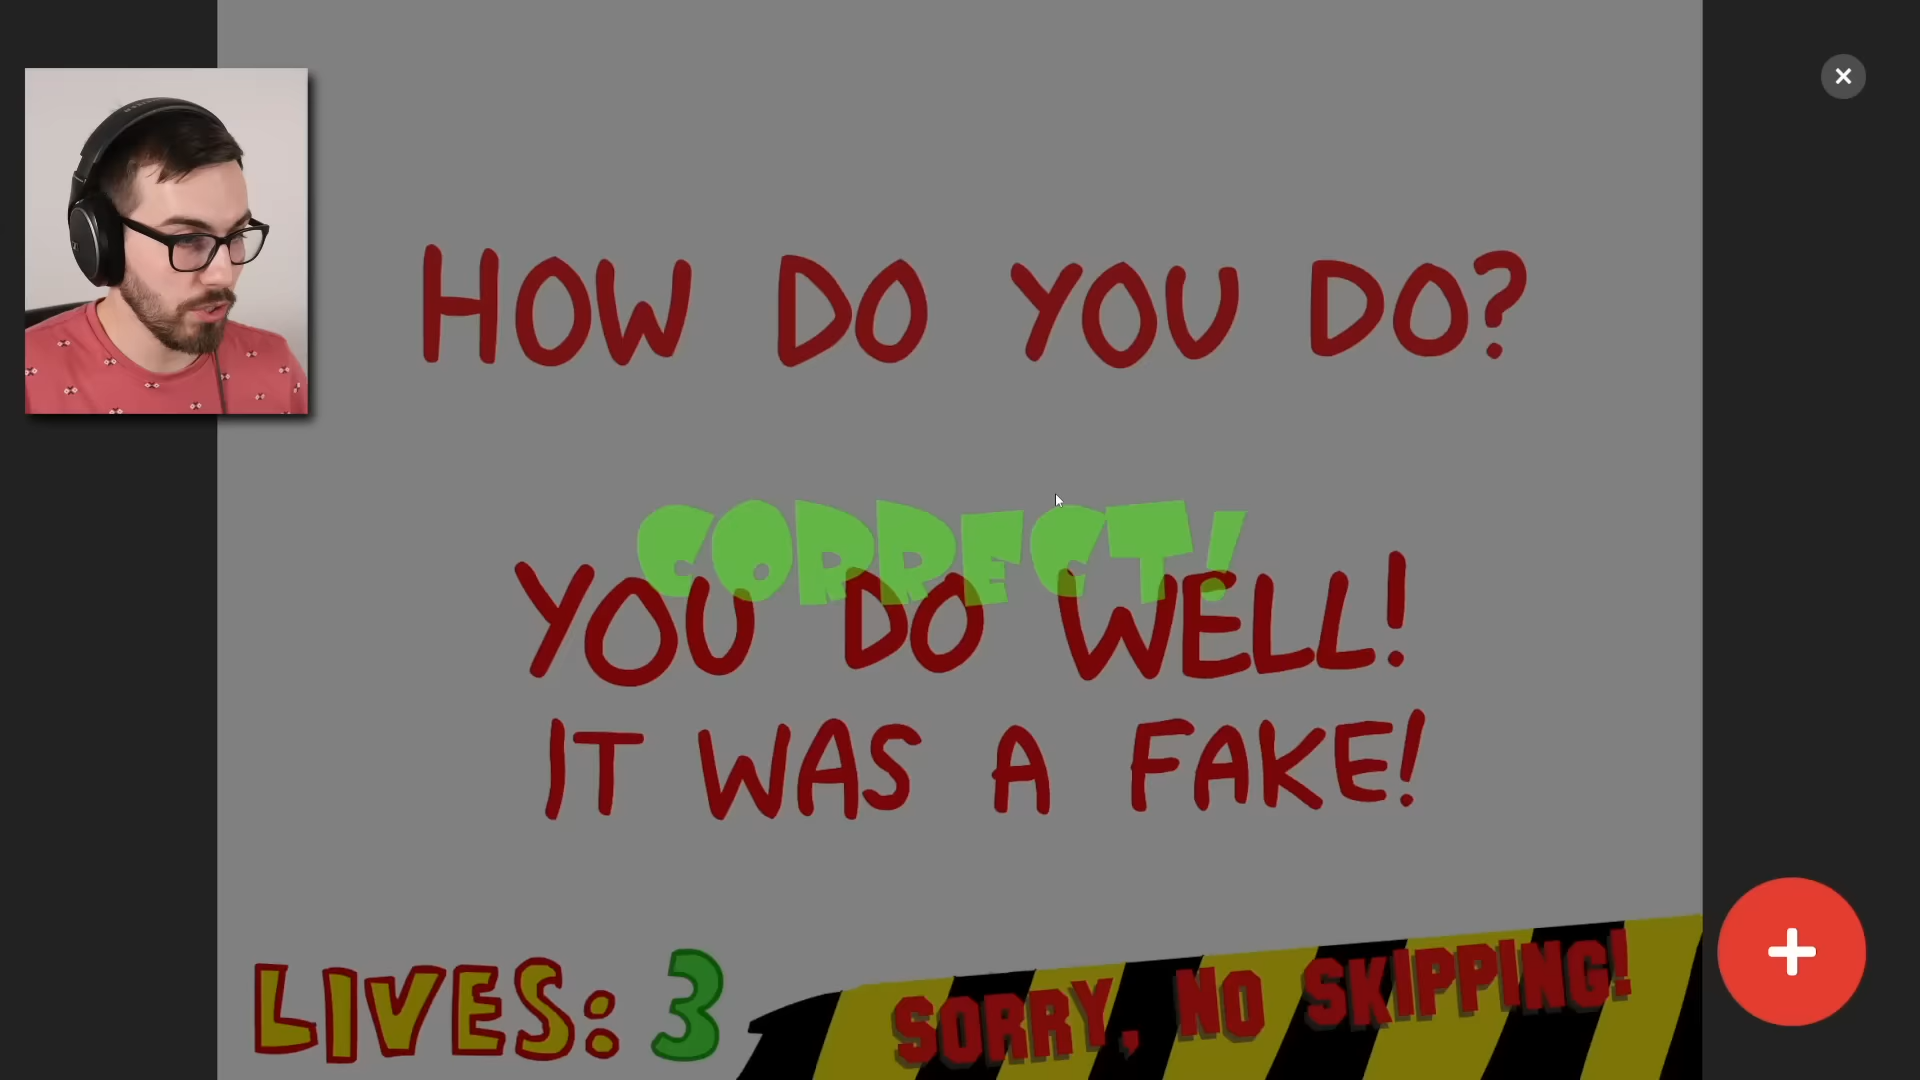 HOW DO YOU DO?
CORRECT!
YOU DO WELL!
IT WAS A FAKE!
LIVES: 3
SORRY, NO SKIPPING!